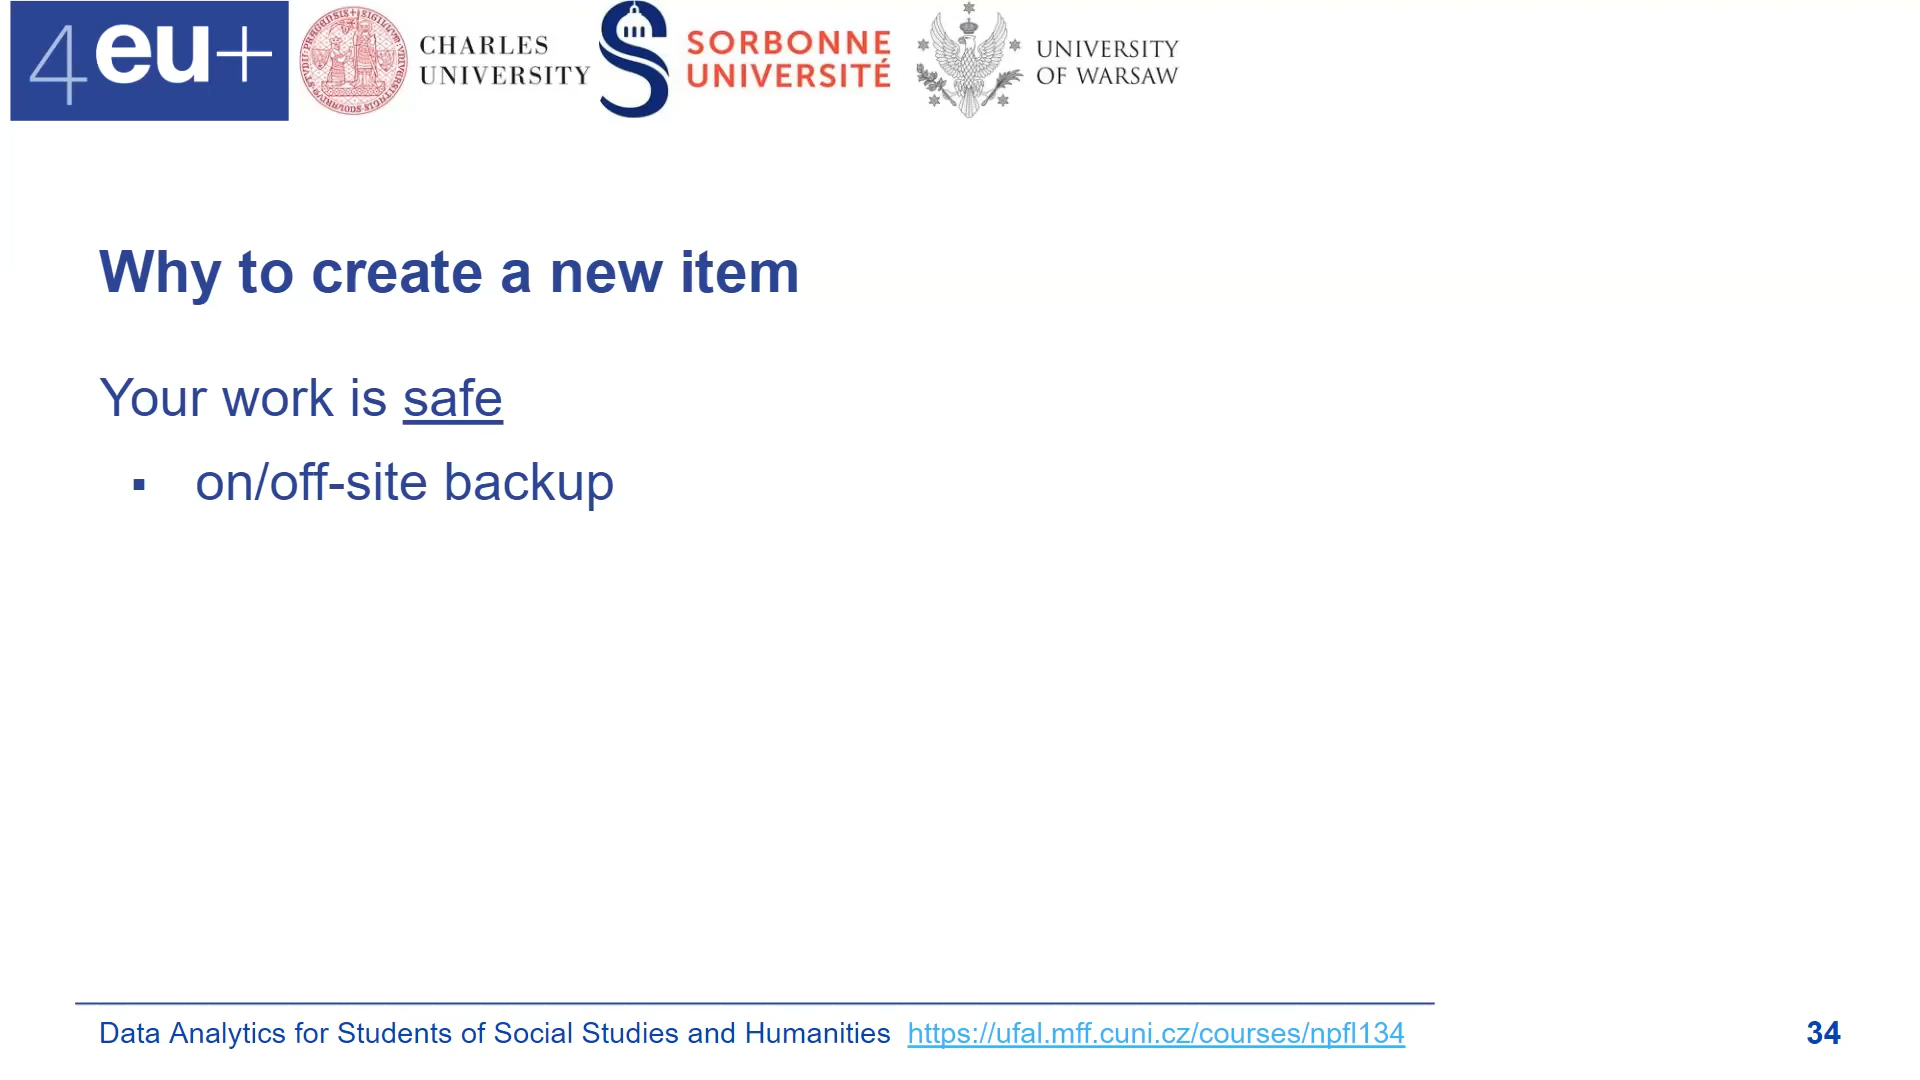 4eu+
CHARLES
UNIVERSITY
SORBONNE
UNIVERSITÉ
UNIVERSITY
OF WARSAW
Why to create a new item
Your work is safe
▪ on/off-site backup
Data Analytics for Students of Social Studies and Humanities https://ufal.mff.cuni.cz/courses/npfl134
34